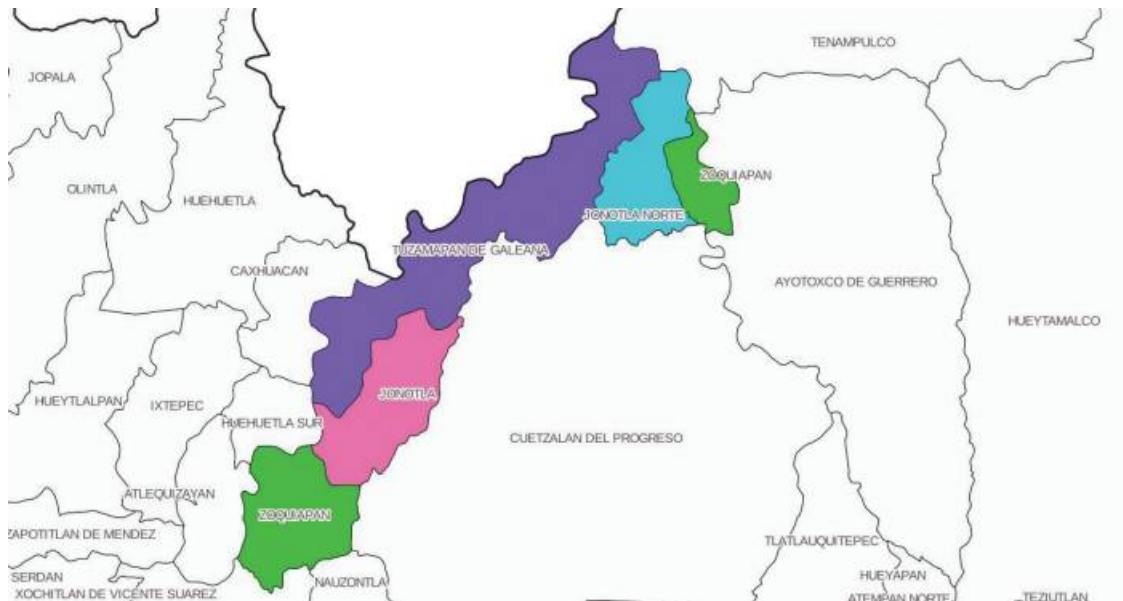 TENAMPULCO
JOPALA
ZOQUIAPAN
OLINTLA
HUEHUETLA
JONOTLA NORTE
TUZAMAPAN DE GALEANA
CAXHUACAN
AYOTOXCO DE GUERRERO
HUEYTAMALCO
JONOTLA
HUEYTLALPAN
IXTEPEC
HUEHUETLA SUR
CUETZALAN DEL PROGRESO
ATLEQUIZAYAN
ZOQUIAPAN
ZAPOTITLAN DE MENDEZ
TLATLAUQUITEPEC
SERDAN
NAUZONTLA
HUEYAPAN
XOCHITLAN DE VICENTE SUAREZ
ATEMPAN NORTE
TEZIUTLAN